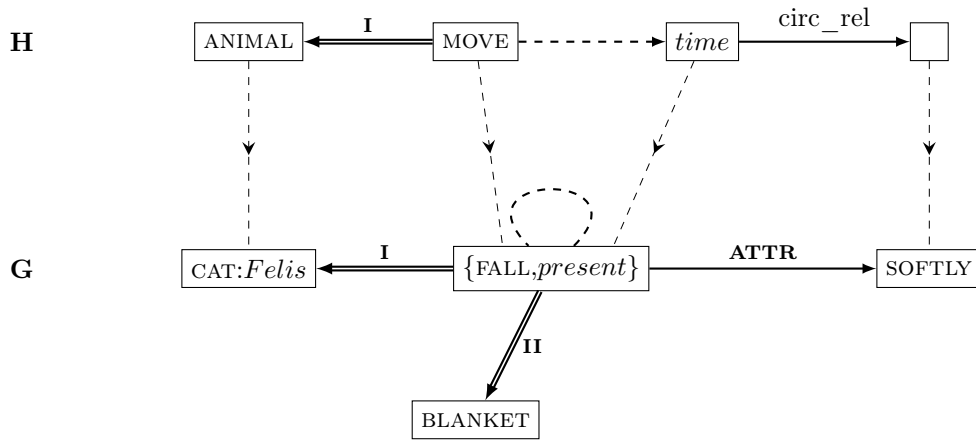 H ANIMAL I MOVE time circ_rel
G CAT:Felis I {FALL,present} ATTR SOFTLY
II
BLANKET